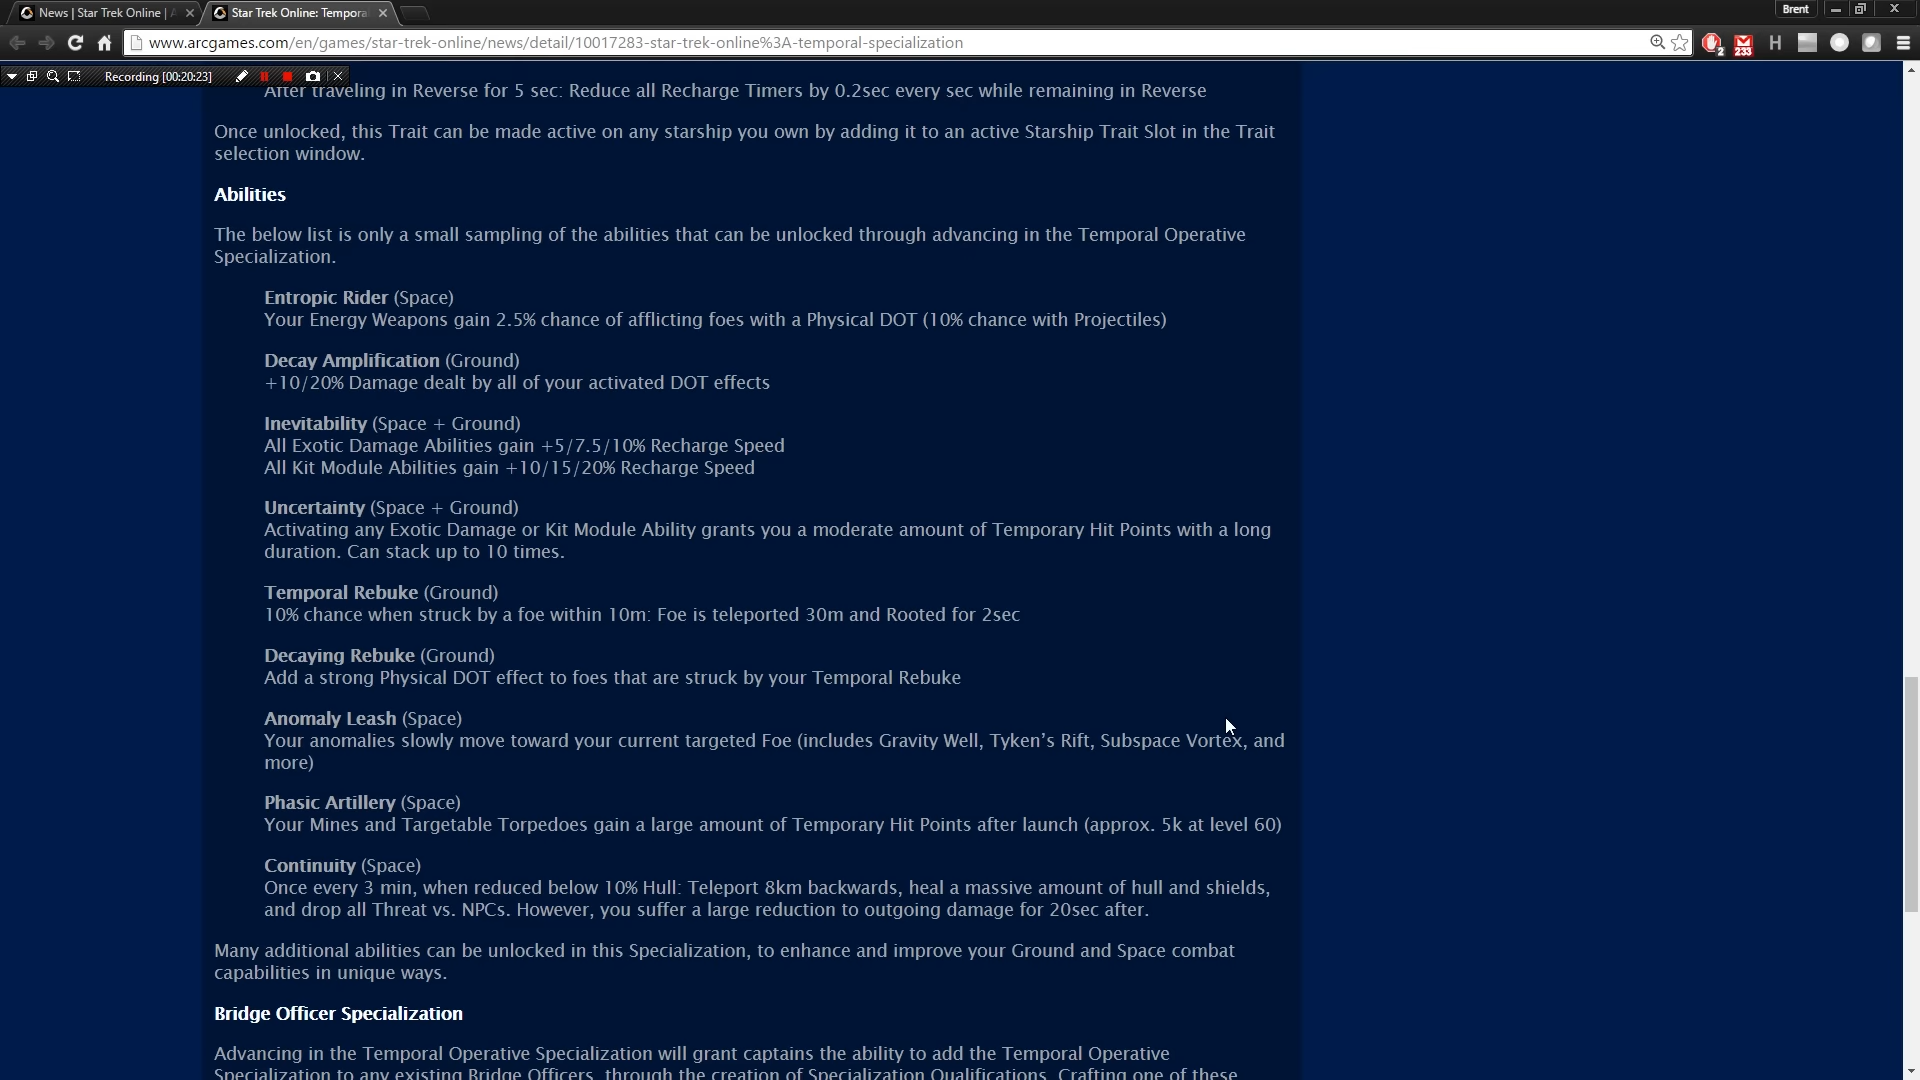 News | Star Trek Online |
Star Trek Online: Tempora
Brent
www.arcgames.com/en/games/star-trek-online/news/detail/10017283-star-trek-online%3A-temporal-specialization
2
233
H
Recording [00:20:23]
After traveling in Reverse for 5 sec: Reduce all Recharge Timers by 0.2sec every sec while remaining in Reverse
Once unlocked, this Trait can be made active on any starship you own by adding it to an active Starship Trait Slot in the Trait
selection window.
Abilities
The below list is only a small sampling of the abilities that can be unlocked through advancing in the Temporal Operative
Specialization.
Entropic Rider (Space)
Your Energy Weapons gain 2.5% chance of afflicting foes with a Physical DOT (10% chance with Projectiles)
Decay Amplification (Ground)
+10/20% Damage dealt by all of your activated DOT effects
Inevitability (Space + Ground)
All Exotic Damage Abilities gain +5/7.5/10% Recharge Speed
All Kit Module Abilities gain +10/15/20% Recharge Speed
Uncertainty (Space + Ground)
Activating any Exotic Damage or Kit Module Ability grants you a moderate amount of Temporary Hit Points with a long
duration. Can stack up to 10 times.
Temporal Rebuke (Ground)
10% chance when struck by a foe within 10m: Foe is teleported 30m and Rooted for 2sec
Decaying Rebuke (Ground)
Add a strong Physical DOT effect to foes that are struck by your Temporal Rebuke
Anomaly Leash (Space)
Your anomalies slowly move toward your current targeted Foe (includes Gravity Well, Tyken's Rift, Subspace Vortex, and
more)
Phasic Artillery (Space)
Your Mines and Targetable Torpedoes gain a large amount of Temporary Hit Points after launch (approx. 5k at level 60)
Continuity (Space)
Once every 3 min, when reduced below 10% Hull: Teleport 8km backwards, heal a massive amount of hull and shields,
and drop all Threat vs. NPCs. However, you suffer a large reduction to outgoing damage for 20sec after.
Many additional abilities can be unlocked in this Specialization, to enhance and improve your Ground and Space combat
capabilities in unique ways.
Bridge Officer Specialization
Advancing in the Temporal Operative Specialization will grant captains the ability to add the Temporal Operative
Specialization to any existing Bridge Officers, through the creation of Specialization Qualifications. Crafting one of these